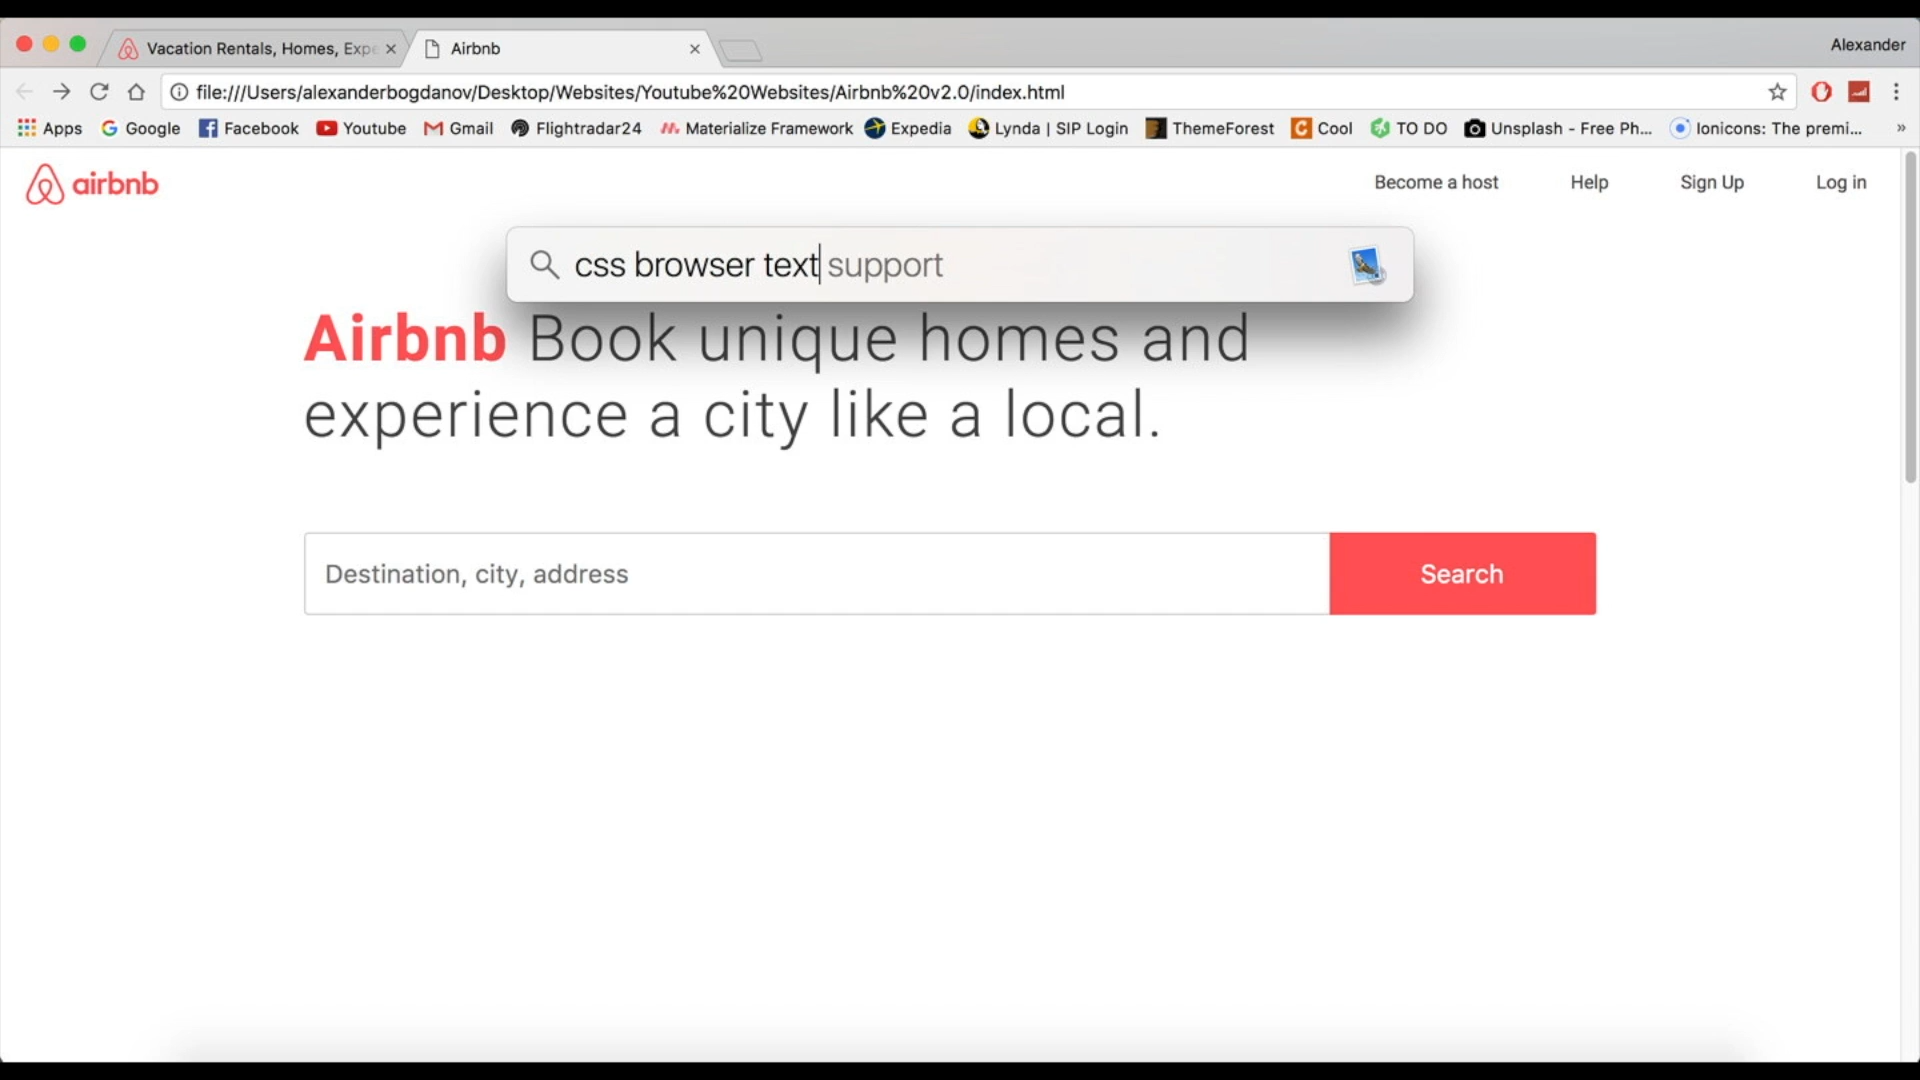 Vacation Rentals, Homes, Expe
Airbnb
Alexander
file:///Users/alexanderbogdanov/Desktop/Websites/Youtube%20Websites/Airbnb%20v2.0/index.html
Apps Google Facebook Youtube Gmail Flightradar24 Materialize Framework Expedia Lynda | SIP Login ThemeForest Cool TO DO Unsplash - Free Ph... Ionicons: The premi... »
airbnb
Become a host Help Sign Up Log in
css browser text support
Airbnb Book unique homes and
experience a city like a local.
Destination, city, address
Search